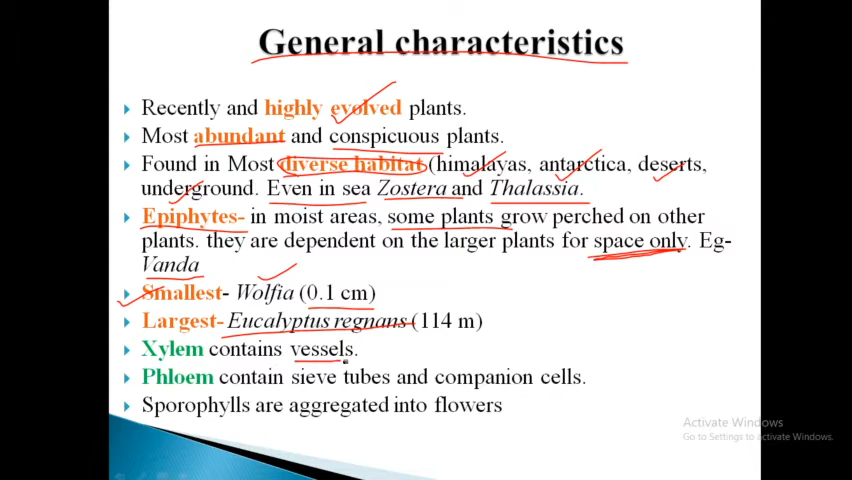 General characteristics
Recently and highly evolved plants.
Most abundant and conspicuous plants.
Found in Most diverse habitat (himalayas, antarctica, deserts,
underground. Even in sea Zostera and Thalassia.
Epiphytes- in moist areas, some plants grow perched on other
plants. they are dependent on the larger plants for space only. Eg-
Vanda
Smallest- Wolfia (0.1 cm)
Largest- Eucalyptus regnans (114 m)
Xylem contains vessels.
Phloem contain sieve tubes and companion cells.
Sporophylls are aggregated into flowers
Activate Windows
Go to Settings to Activate Windows.